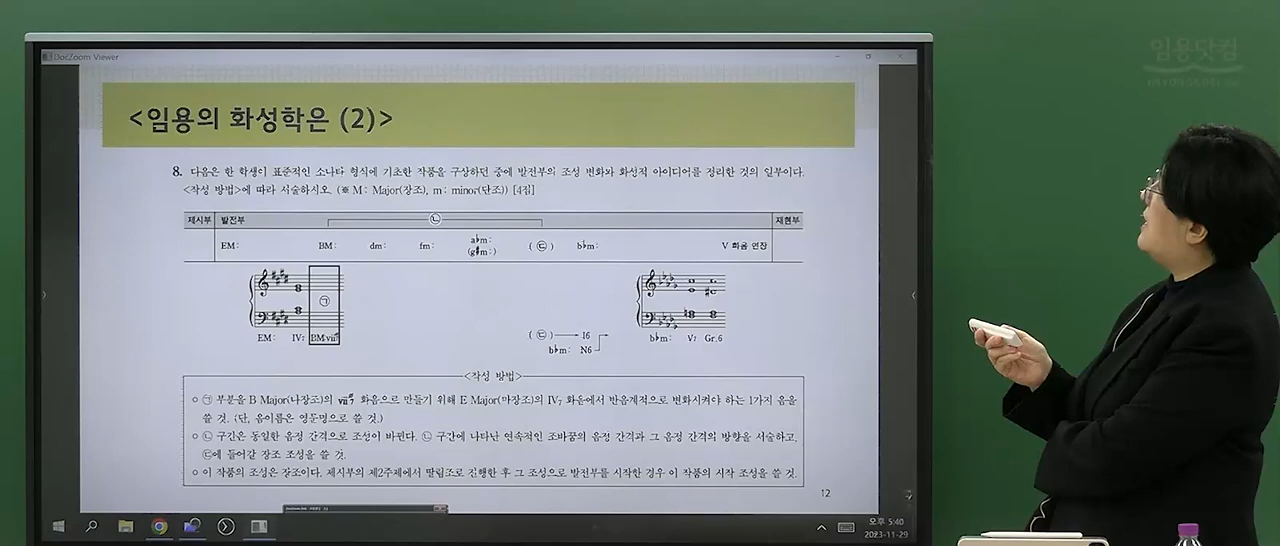 DocZoom Viewer
임용닷컴
<임용의 화성학은 (2)>
8. 다음은 한 학생이 표준적인 소나타 형식에 기초한 작품을 구상하던 중에 발전부의 조성 변화와 화성적 아이디어를 정리한 것의 일부이다.
<작성 방법>에 따라 서술하시오. (※ M: Major(장조), m: minor(단조)) [4점]
제시부 발전부 ㉡ 재현부
EM: BM: dm: fm: a♭m: (g#m:) ( ㉢ ) b♭m: V 화음 연장
㉠
EM: IV7 BM:vii
( ㉢ ) I6
b♭m: N6
b♭m: V7 Gr.6
<작성 방법>
○ ㉠ 부분을 B Major(나장조)의 vii 7 화음으로 만들기 위해 E Major(마장조)의 IV7 화음에서 반음계적으로 변화시켜야 하는 1가지 음을
쓸 것. (단, 음이름은 영문명으로 쓸 것.)
○ ㉡ 구간은 동일한 음정 간격으로 조성이 바뀐다. ㉡ 구간에 나타난 연속적인 조바꿈의 음정 간격과 그 음정 간격의 방향을 서술하고,
㉢에 들어갈 장조 조성을 쓸 것.
○ 이 작품의 조성은 장조이다. 제시부의 제2주제에서 딸림조로 진행한 후 그 조성으로 발전부를 시작한 경우 이 작품의 시작 조성을 쓸 것.
12
오후 5:40
2023-11-29